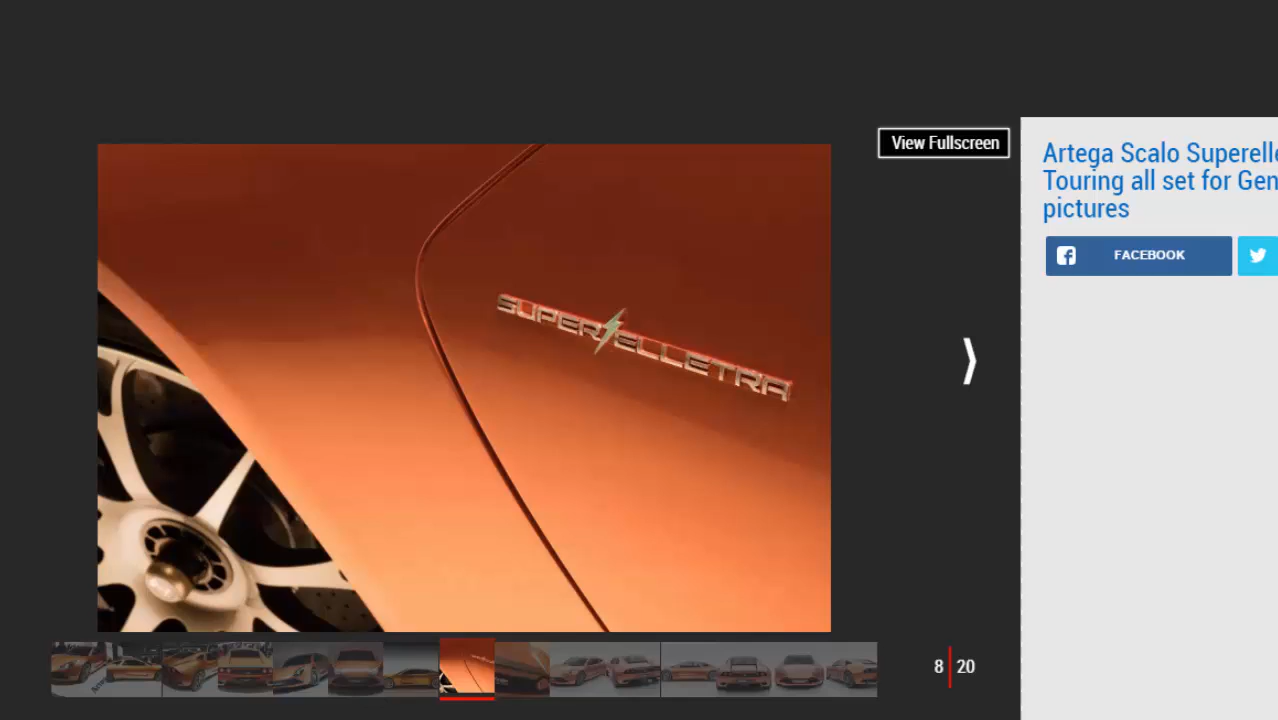 View Fullscreen
Artega Scalo Superelle
Touring all set for Gen
pictures
FACEBOOK
SUPERELLETRA
8 20